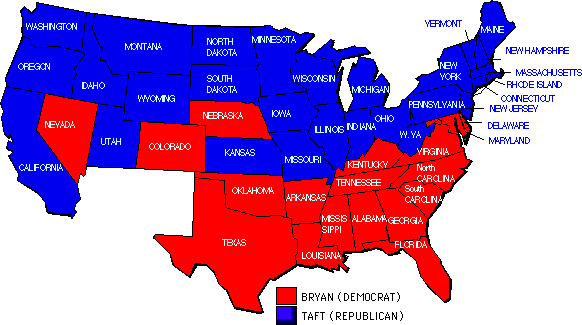 WASHINGTON
OREGON
CALIFORNIA
NEVADA
IDAHO
MONTANA
WYOMING
UTAH
COLORADO
NORTH
DAKOTA
SOUTH
DAKOTA
NEBRASKA
KANSAS
OKLAHOMA
TEXAS
MINNESOTA
IOWA
MISSOURI
ARKANSAS
LOUISIANA
WISCONSIN
ILLINOIS
MICHIGAN
INDIANA
OHIO
KENTUCKY
TENNESSEE
MISSIS
SIPPI
ALABAMA
GEORGIA
FLORIDA
South
CAROLINA
North
CAROLINA
VIRGINIA
W. VA
PENNSYLVANIA
NEW
YORK
VERMONT
MAINE
NEW HAMPSHIRE
MASSACHUSETTS
RHODE ISLAND
CONNECTICUT
NEW JERSEY
DELAWARE
MARYLAND
BRYAN (DEMOCRAT)
TAFT (REPUBLICAN)